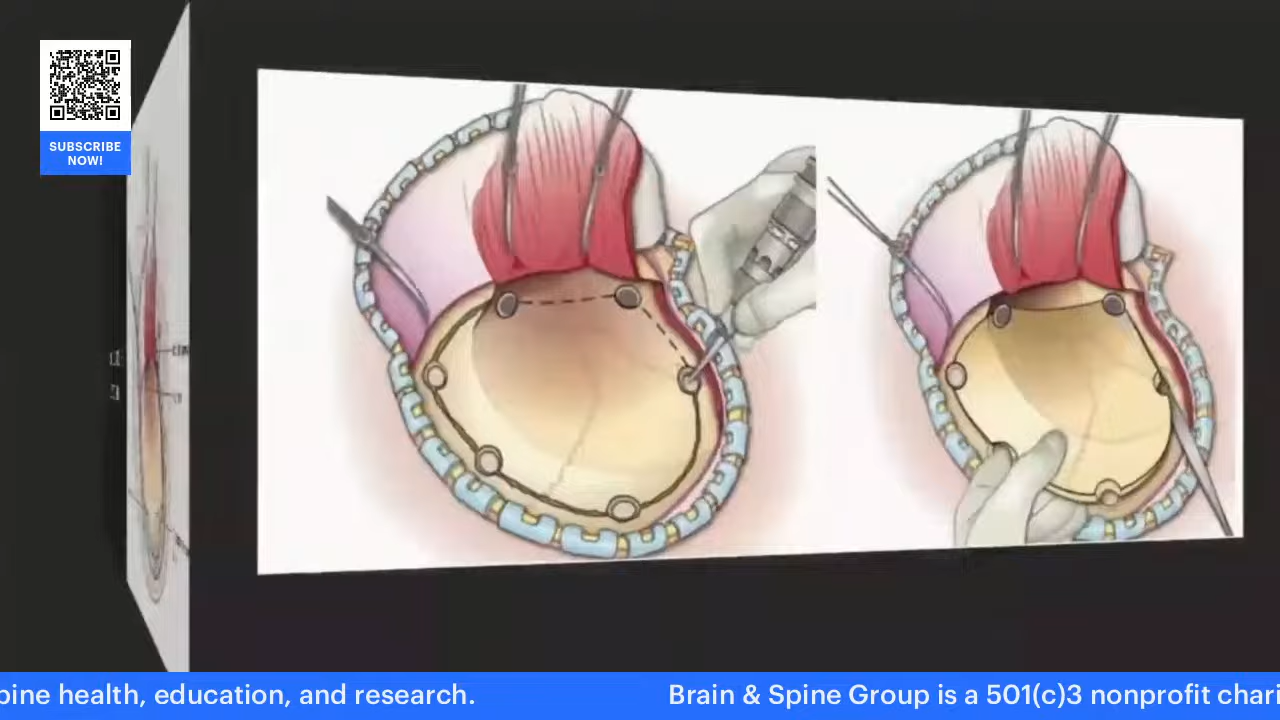 SUBSCRIBE
NOW!
pine health, education, and research.
Brain & Spine Group is a 501(c)3 nonprofit chari